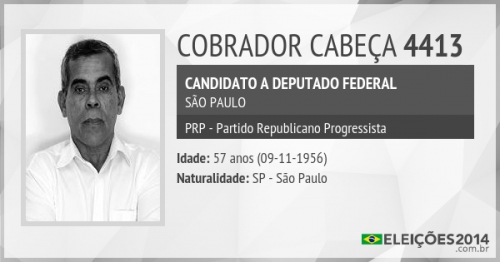 COBRADOR CABEÇA 4413
CANDIDATO A DEPUTADO FEDERAL
SÃO PAULO
PRP - Partido Republicano Progressista
Idade: 57 anos (09-11-1956)
Naturalidade: SP - São Paulo
ELEIÇÕES2014
.com.br